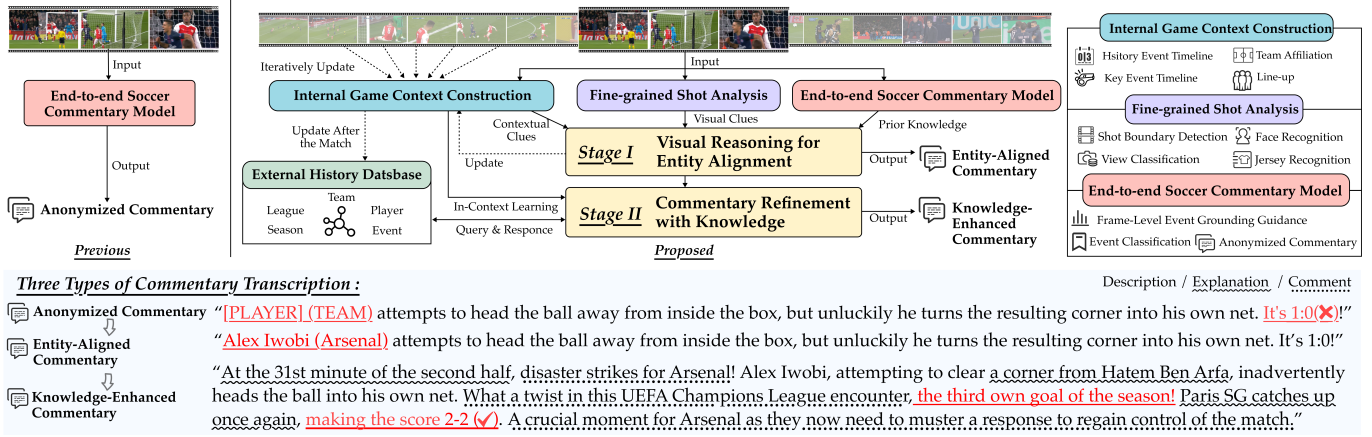 Input
End-to-end Soccer
Commentary Model
Output
Anonymized Commentary
Previous
Iteratively Update
Input
Internal Game Context Construction
Fine-grained Shot Analysis
End-to-end Soccer Commentary Model
Update After
the Match
Contextual
Clues
Visual Clues
Prior Knowledge
Update
Stage I
Visual Reasoning for
Entity Alignment
Output
Entity-Aligned
Commentary
External History Datsbase
Team
League
Player
Season
Event
In-Context Learning
Query & Responce
Stage II
Commentary Refinement
with Knowledge
Output
Knowledge-
Enhanced
Commentary
Proposed
Internal Game Context Construction
Hsitory Event Timeline
Team Affiliation
Key Event Timeline
Line-up
Fine-grained Shot Analysis
Shot Boundary Detection
Face Recognition
View Classification
Jersey Recognition
End-to-end Soccer Commentary Model
Frame-Level Event Grounding Guidance
Event Classification
Anonymized Commentary
Three Types of Commentary Transcription :
Description / Explanation / Comment
Anonymized Commentary
“[PLAYER] (TEAM) attempts to head the ball away from inside the box, but unluckily he turns the resulting corner into his own net. It's 1:0(✗)!”
Entity-Aligned
Commentary
“Alex Iwobi (Arsenal) attempts to head the ball away from inside the box, but unluckily he turns the resulting corner into his own net. It’s 1:0!”
Knowledge-Enhanced
Commentary
“At the 31st minute of the second half, disaster strikes for Arsenal! Alex Iwobi, attempting to clear a corner from Hatem Ben Arfa, inadvertently
heads the ball into his own net. What a twist in this UEFA Champions League encounter, the third own goal of the season! Paris SG catches up
once again, making the score 2-2 (✓). A crucial moment for Arsenal as they now need to muster a response to regain control of the match.”